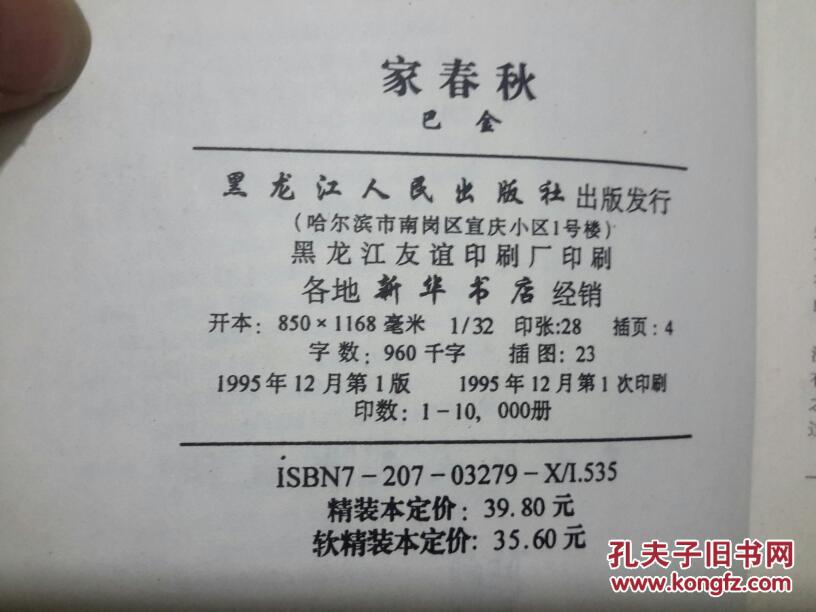 家春秋
巴 金
黑龙江人民出版社出版发行
(哈尔滨市南岗区宜庆小区1号楼)
黑龙江友谊印刷厂印刷
各地新华书店经销
开本: 850×1168毫米 1/32 印张:28 插页:4
字数: 960千字 插图: 23
1995年12月第1版 1995年12月第1次印刷
印数: 1-10, 000册
ISBN7-207-03279-X/I.535
精装本定价: 39.80元
软精装本定价: 35.60元
孔夫子旧书网
www.kongfz.com